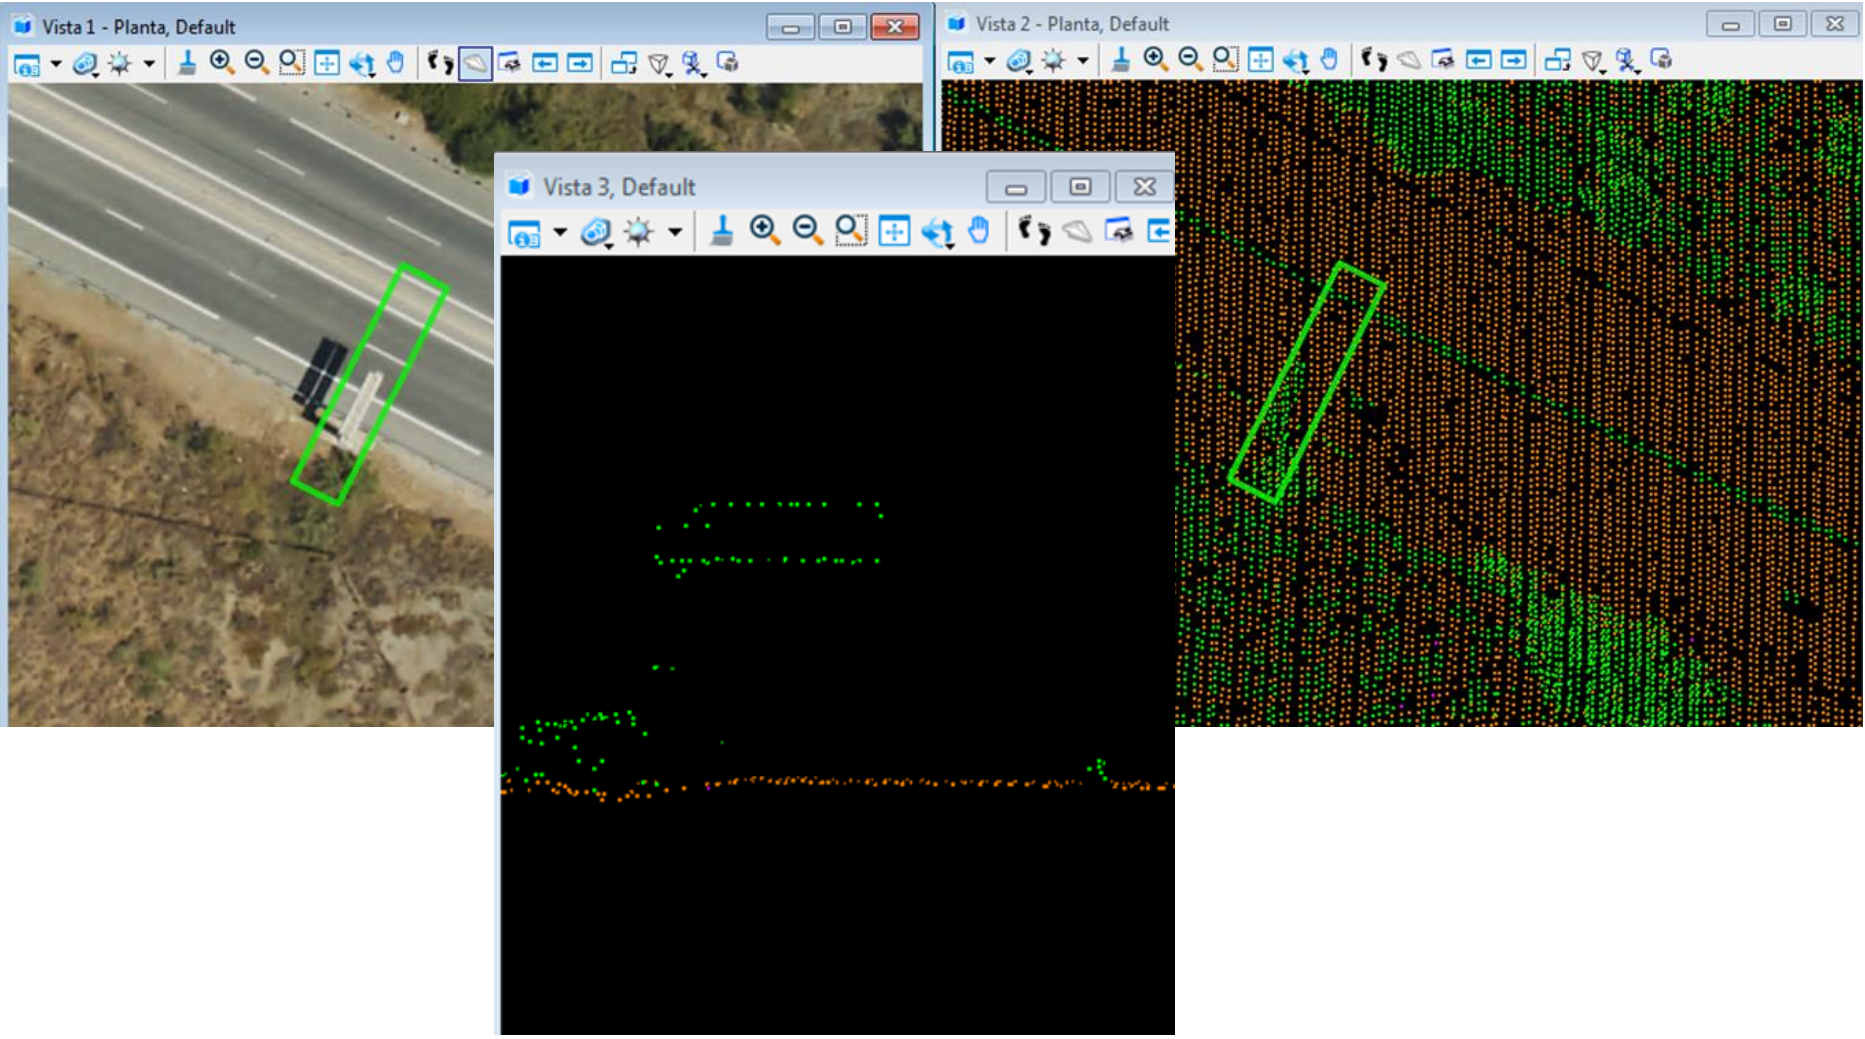 Vista 1 - Planta, Default
Vista 2 - Planta, Default
Vista 3, Default